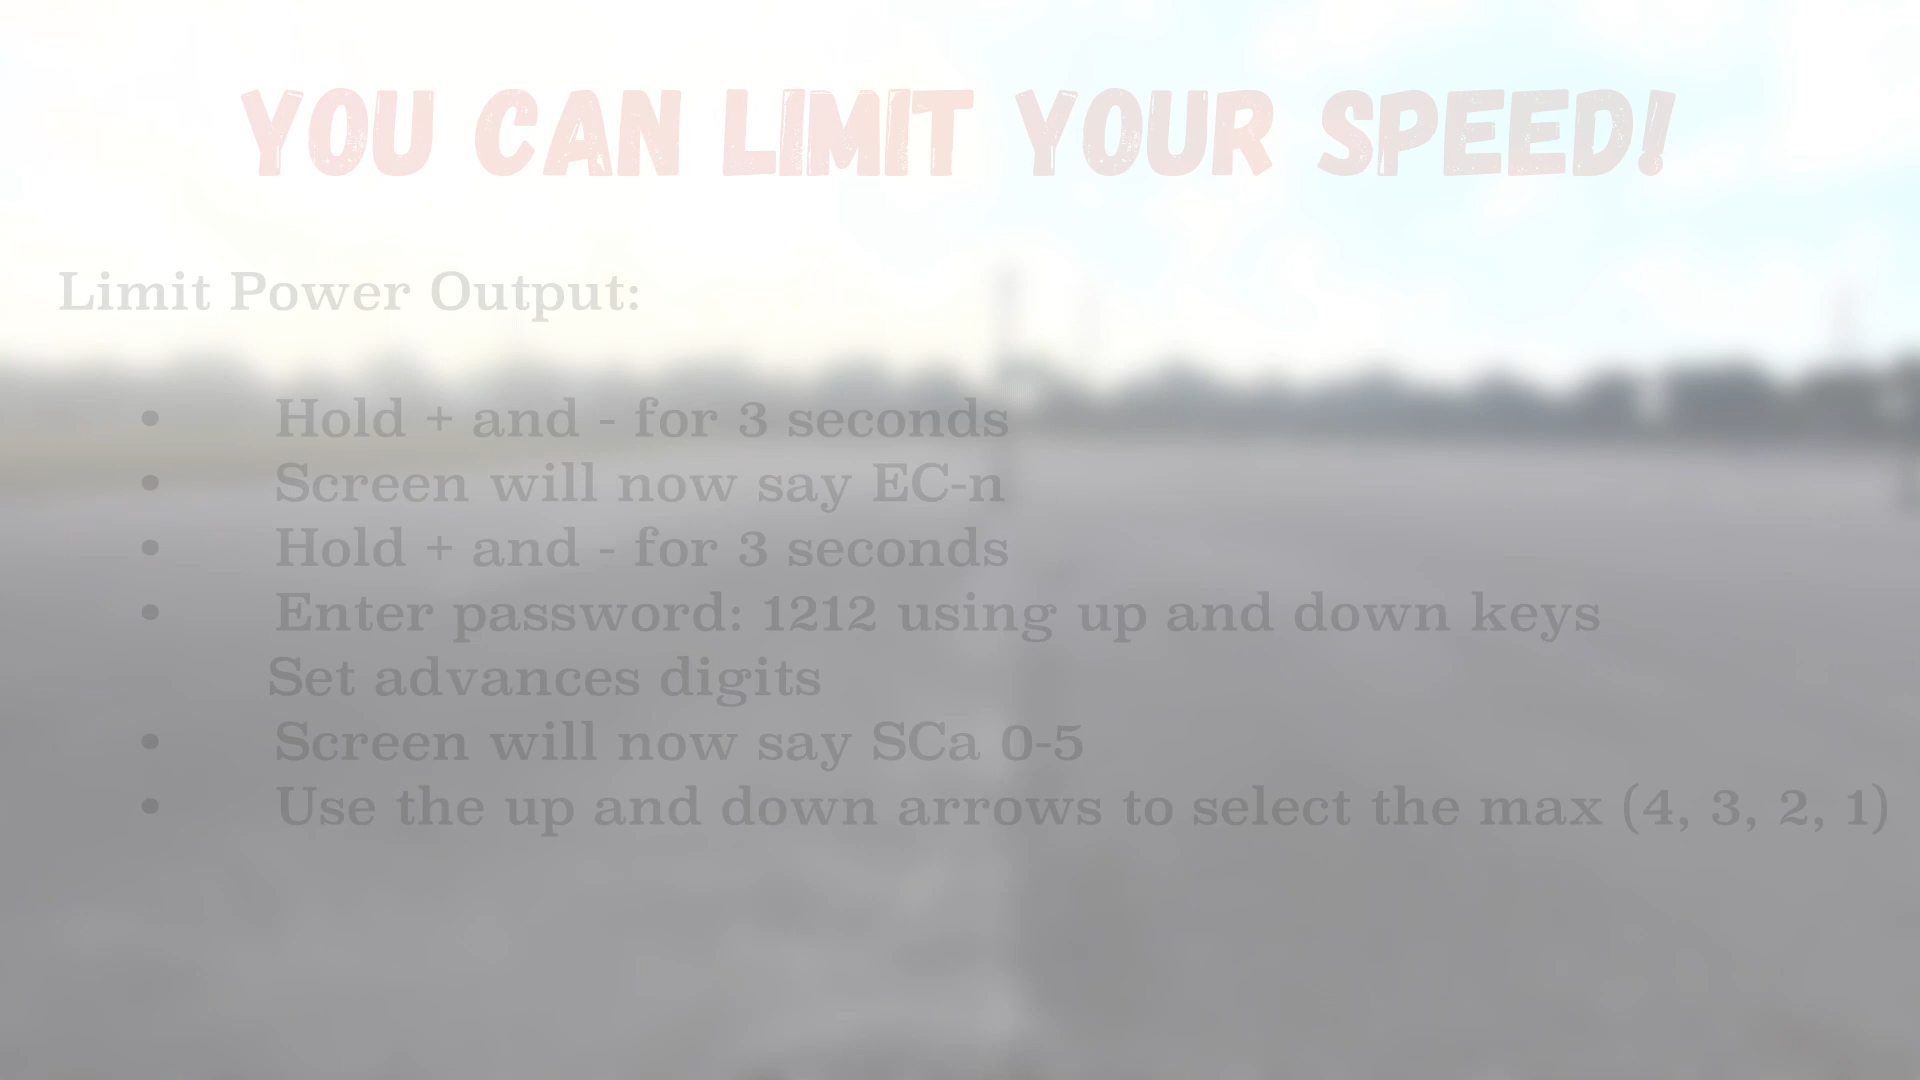 YOU CAN LIMIT YOUR SPEED!
Limit Power Output:
• Hold + and - for 3 seconds
• Screen will now say EC-n
• Hold + and - for 3 seconds
• Enter password: 1212 using up and down keys
Set advances digits
• Screen will now say SCa 0-5
• Use the up and down arrows to select the max (4, 3, 2, 1)